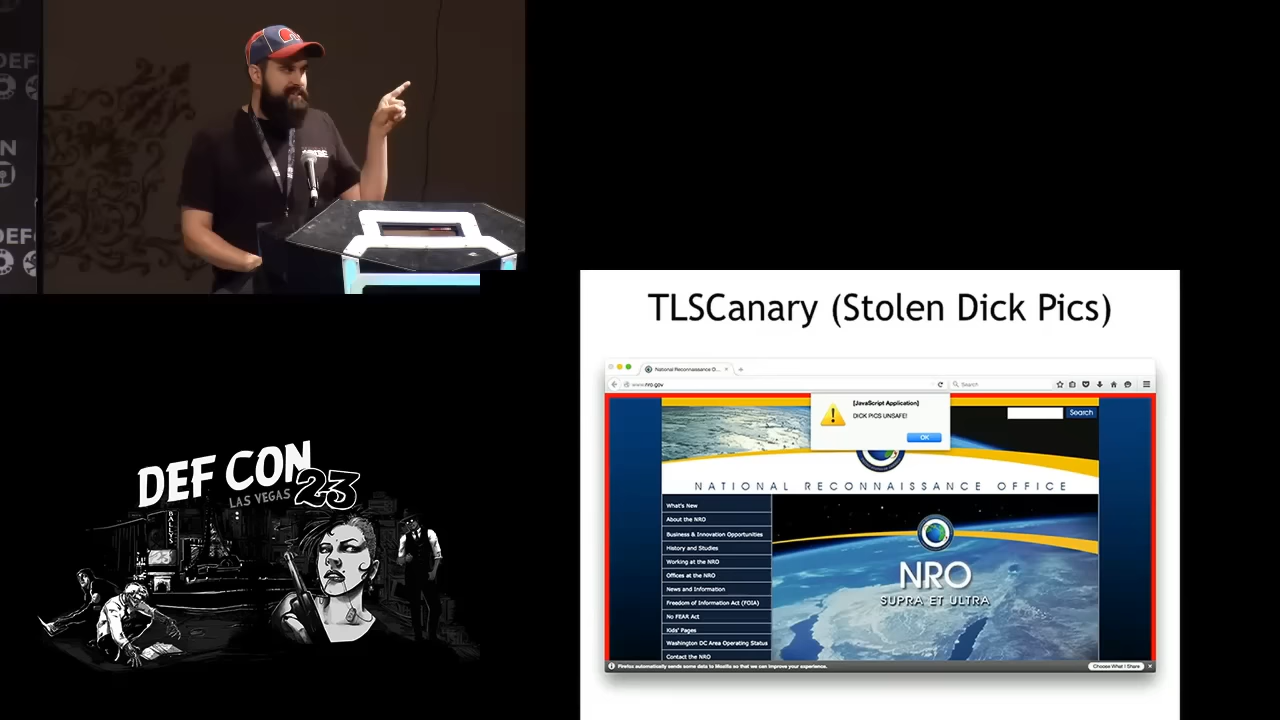 DEF
N
DEF
TLSCanary (Stolen Dick Pics)
National Reconnaissance O...
www.nro.gov
Search
[JavaScript Application]
DICK PICS UNSAFE!
OK
Search
NATIONAL RECONNAISSANCE OFFICE
What's New
About the NRO
Business & Innovation Opportunities
History and Studies
Working at the NRO
Offices at the NRO
News and Information
Freedom of Information Act (FOIA)
No FEAR Act
Kids' Pages
Washington DC Area Operating Status
Contact the NRO
NRO
SUPRA ET ULTRA
Firefox automatically sends some data to Mozilla so that we can improve your experience.
Choose What I Share
DEF CON 23
LAS VEGAS
BALLY'S